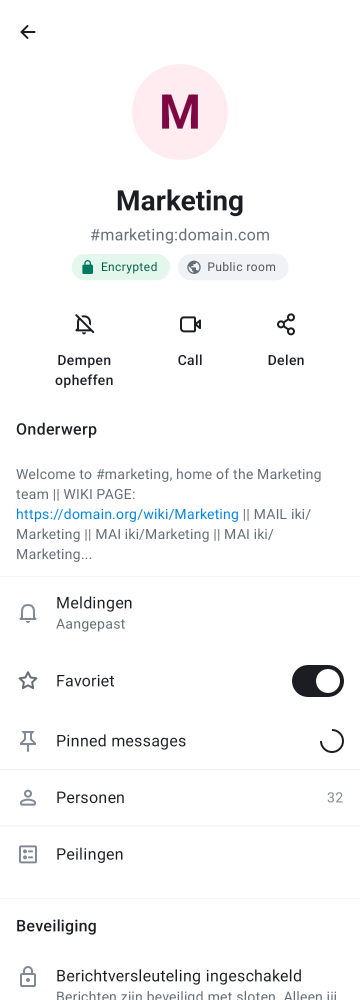 M
Marketing
#marketing:domain.com
Encrypted
Public room
Dempen
opheffen
Call
Delen
Onderwerp
Welcome to #marketing, home of the Marketing
team || WIKI PAGE:
https://domain.org/wiki/Marketing || MAIL iki/
Marketing || MAI iki/Marketing || MAI iki/
Marketing...
Meldingen
Aangepast
Favoriet
Pinned messages
Personen 32
Peilingen
Beveiliging
Berichtversleuteling ingeschakeld
Berichten zijn beveiligd met sloten. Alleen jij